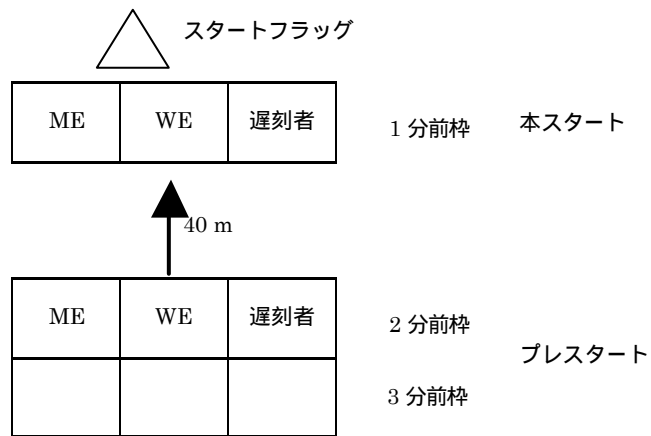 スタートフラッグ
ME WE 遅刻者 1 分前枠 本スタート
40 m
ME WE 遅刻者 2 分前枠
プレスタート
3 分前枠